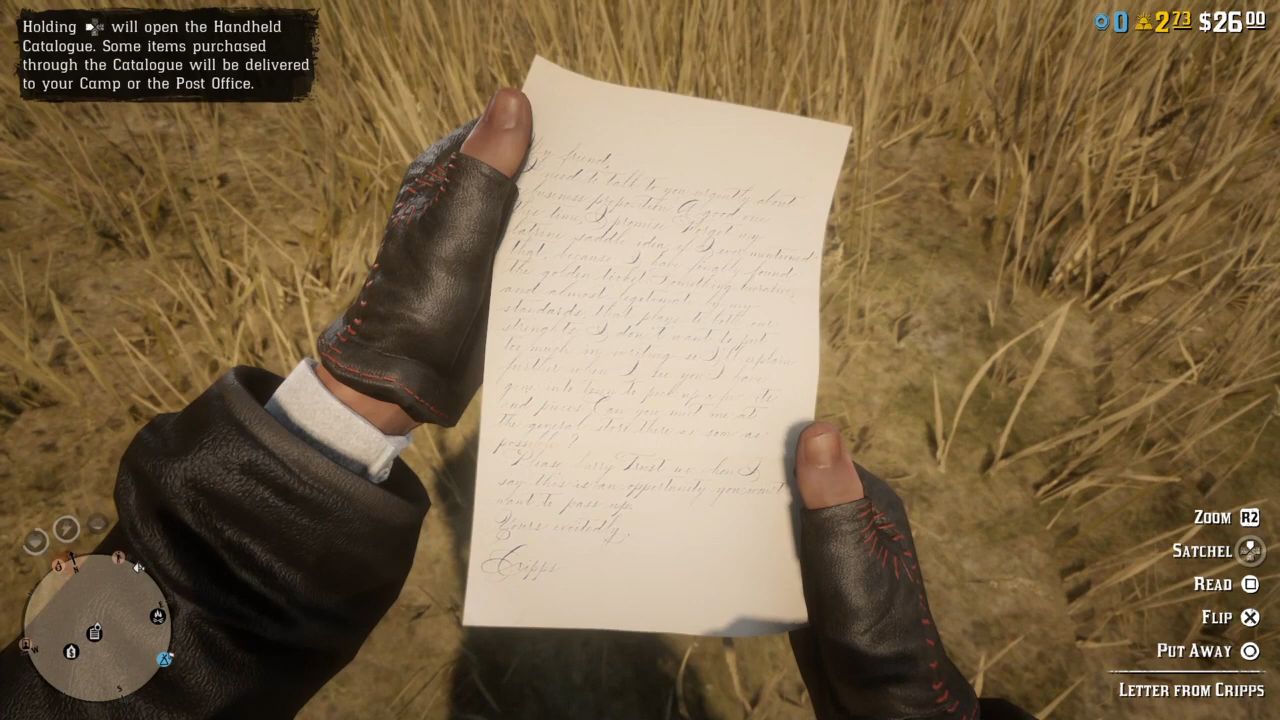 Holding will open the Handheld
Catalogue. Some items purchased
through the Catalogue will be delivered
to your Camp or the Post Office.
0 2.73 $26.00
My friend,
I need to talk to you urgently about
business proposition. A good one
this time, I promise. Forget my
latrine saddle idea if I ever mentioned
that, because I have finally found
the golden ticket. Something lucrative,
and almost legitimate by my
standards, that plays to both our
strengths. I don't want to put
too much in writing so I'll explain
further when I see you. I have
gone into town to pick up a few bits
and pieces. Can you meet me at
the general store there as soon as
possible?
Please hurry. Trust me when I
say this is an opportunity you won't
want to pass up.
Yours excitedly,
Cripps
N
E
W
S
Zoom R2
Satchel
Read
Flip
Put Away
Letter from Cripps